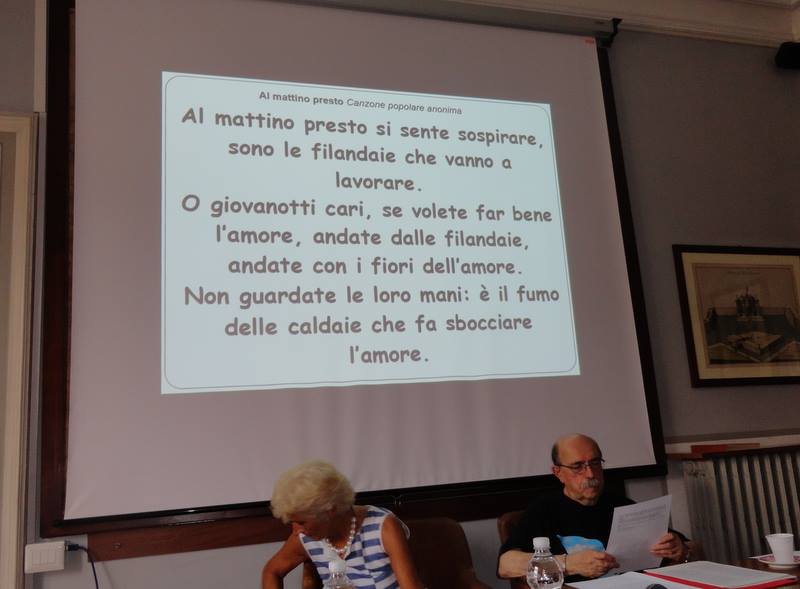 Al mattino presto Canzone popolare anonima
Al mattino presto si sente sospirare,
sono le filandaie che vanno a
lavorare.
O giovanotti cari, se volete far bene
l'amore, andate dalle filandaie,
andate con i fiori dell'amore.
Non guardate le loro mani: è il fumo
delle caldaie che fa sbocciare
l'amore.